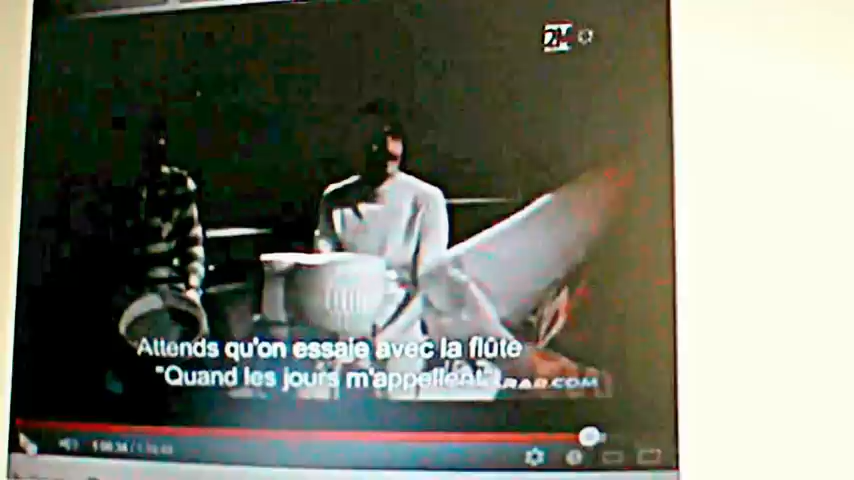 2M
Attends qu'on essaie avec la flûte
"Quand les jours m'appellent"